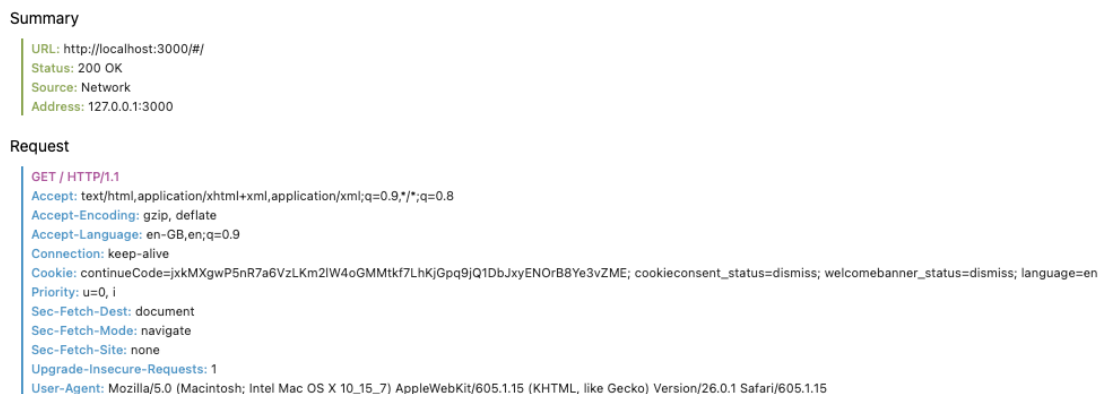 Summary
URL: http://localhost:3000/#/
Status: 200 OK
Source: Network
Address: 127.0.0.1:3000
Request
GET / HTTP/1.1
Accept: text/html,application/xhtml+xml,application/xml;q=0.9,*/*;q=0.8
Accept-Encoding: gzip, deflate
Accept-Language: en-GB,en;q=0.9
Connection: keep-alive
Cookie: continueCode=jxkMXgwP5nR7a6VzLKm2lW4oGMMtkf7LhKjGpq9jQ1DbJxyENOrB8Ye3vZME; cookieconsent_status=dismiss; welcomebanner_status=dismiss; language=en
Priority: u=0, i
Sec-Fetch-Dest: document
Sec-Fetch-Mode: navigate
Sec-Fetch-Site: none
Upgrade-Insecure-Requests: 1
User-Agent: Mozilla/5.0 (Macintosh; Intel Mac OS X 10_15_7) AppleWebKit/605.1.15 (KHTML, like Gecko) Version/26.0.1 Safari/605.1.15